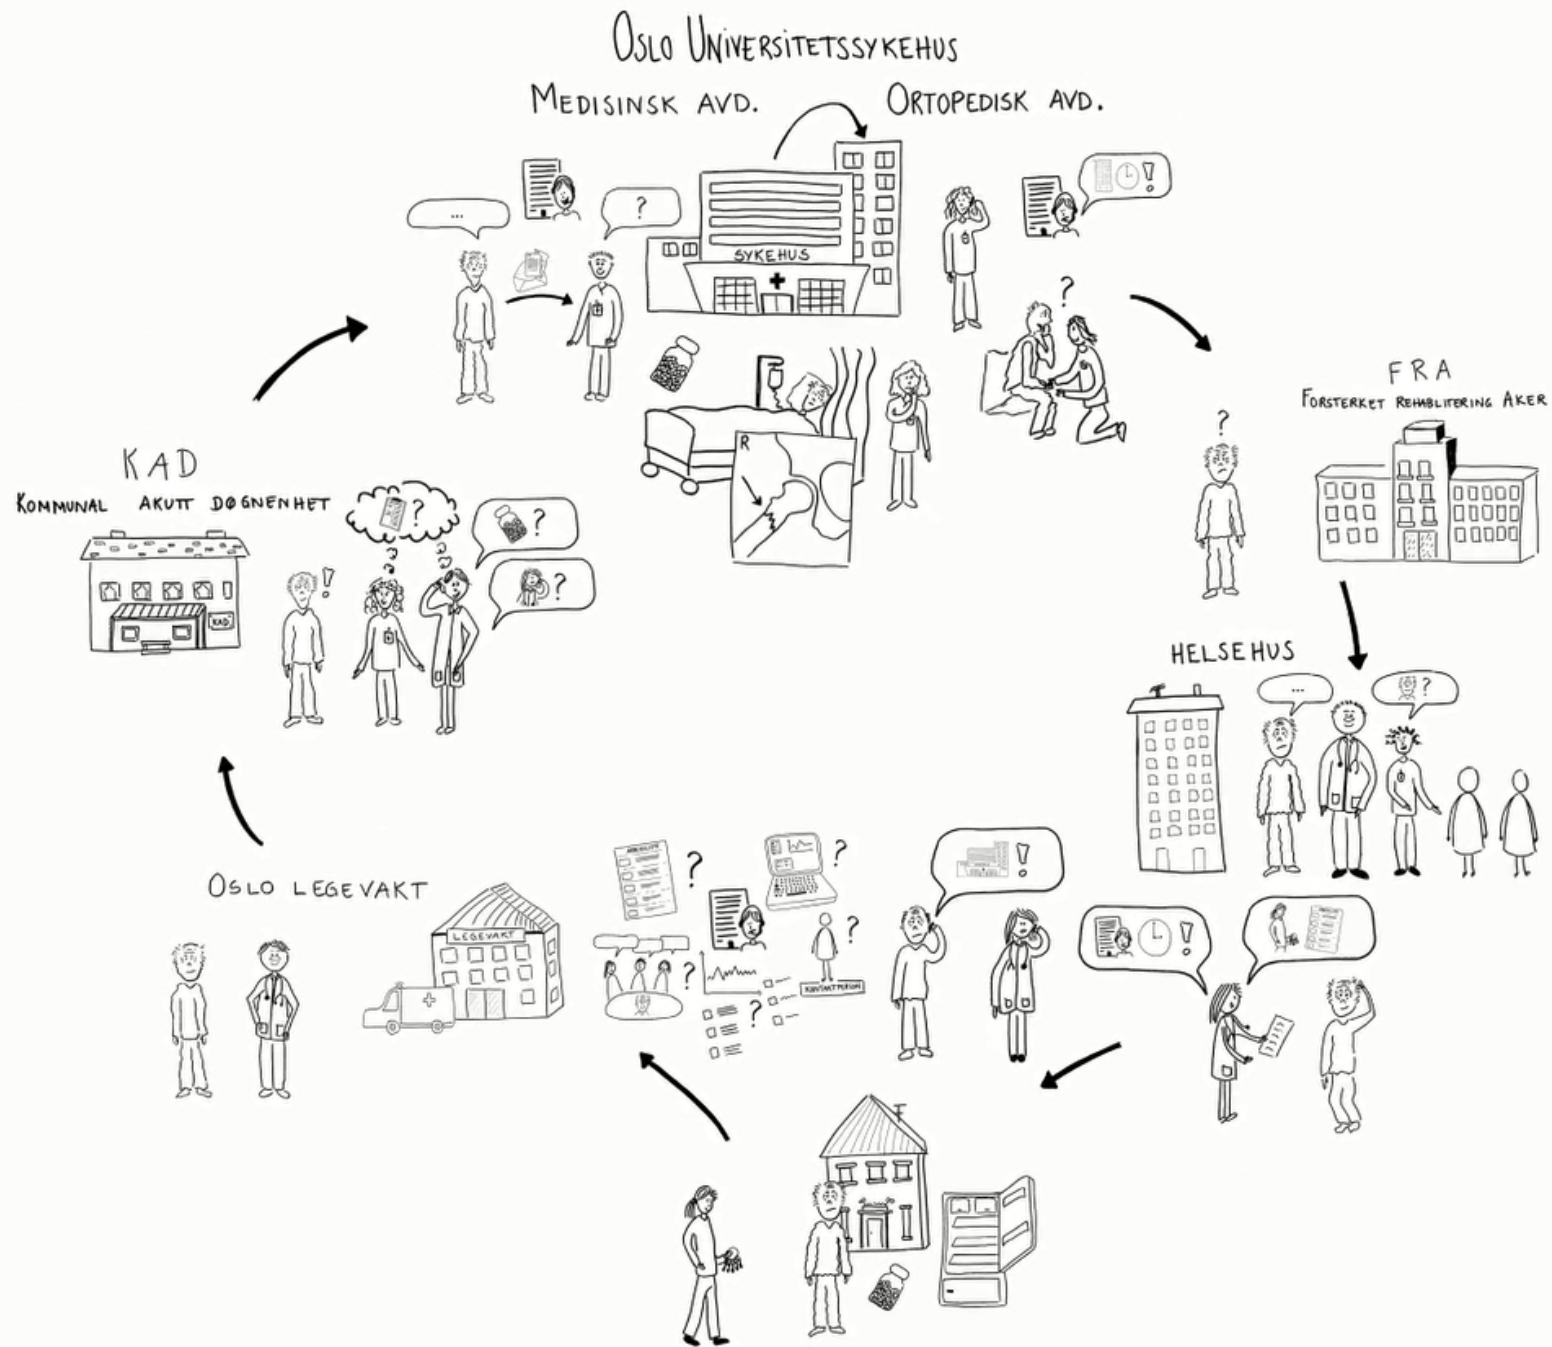 OSLO UNIVERSITETSSYKEHUS
MEDISINSK AVD.
ORTOPEDISK AVD.
...
?
SYKEHUS
!
?
R
FRA
FORSTERKET REHABLITERING AKER
?
KAD
KOMMUNAL AKUTT DØGNENHET
?
?
?
!
KAD
HELSEHUS
...
?
OSLO LEGEVAKT
LEGEVAKT
?
?
?
?
?
KONTAKTPERSON
!
!